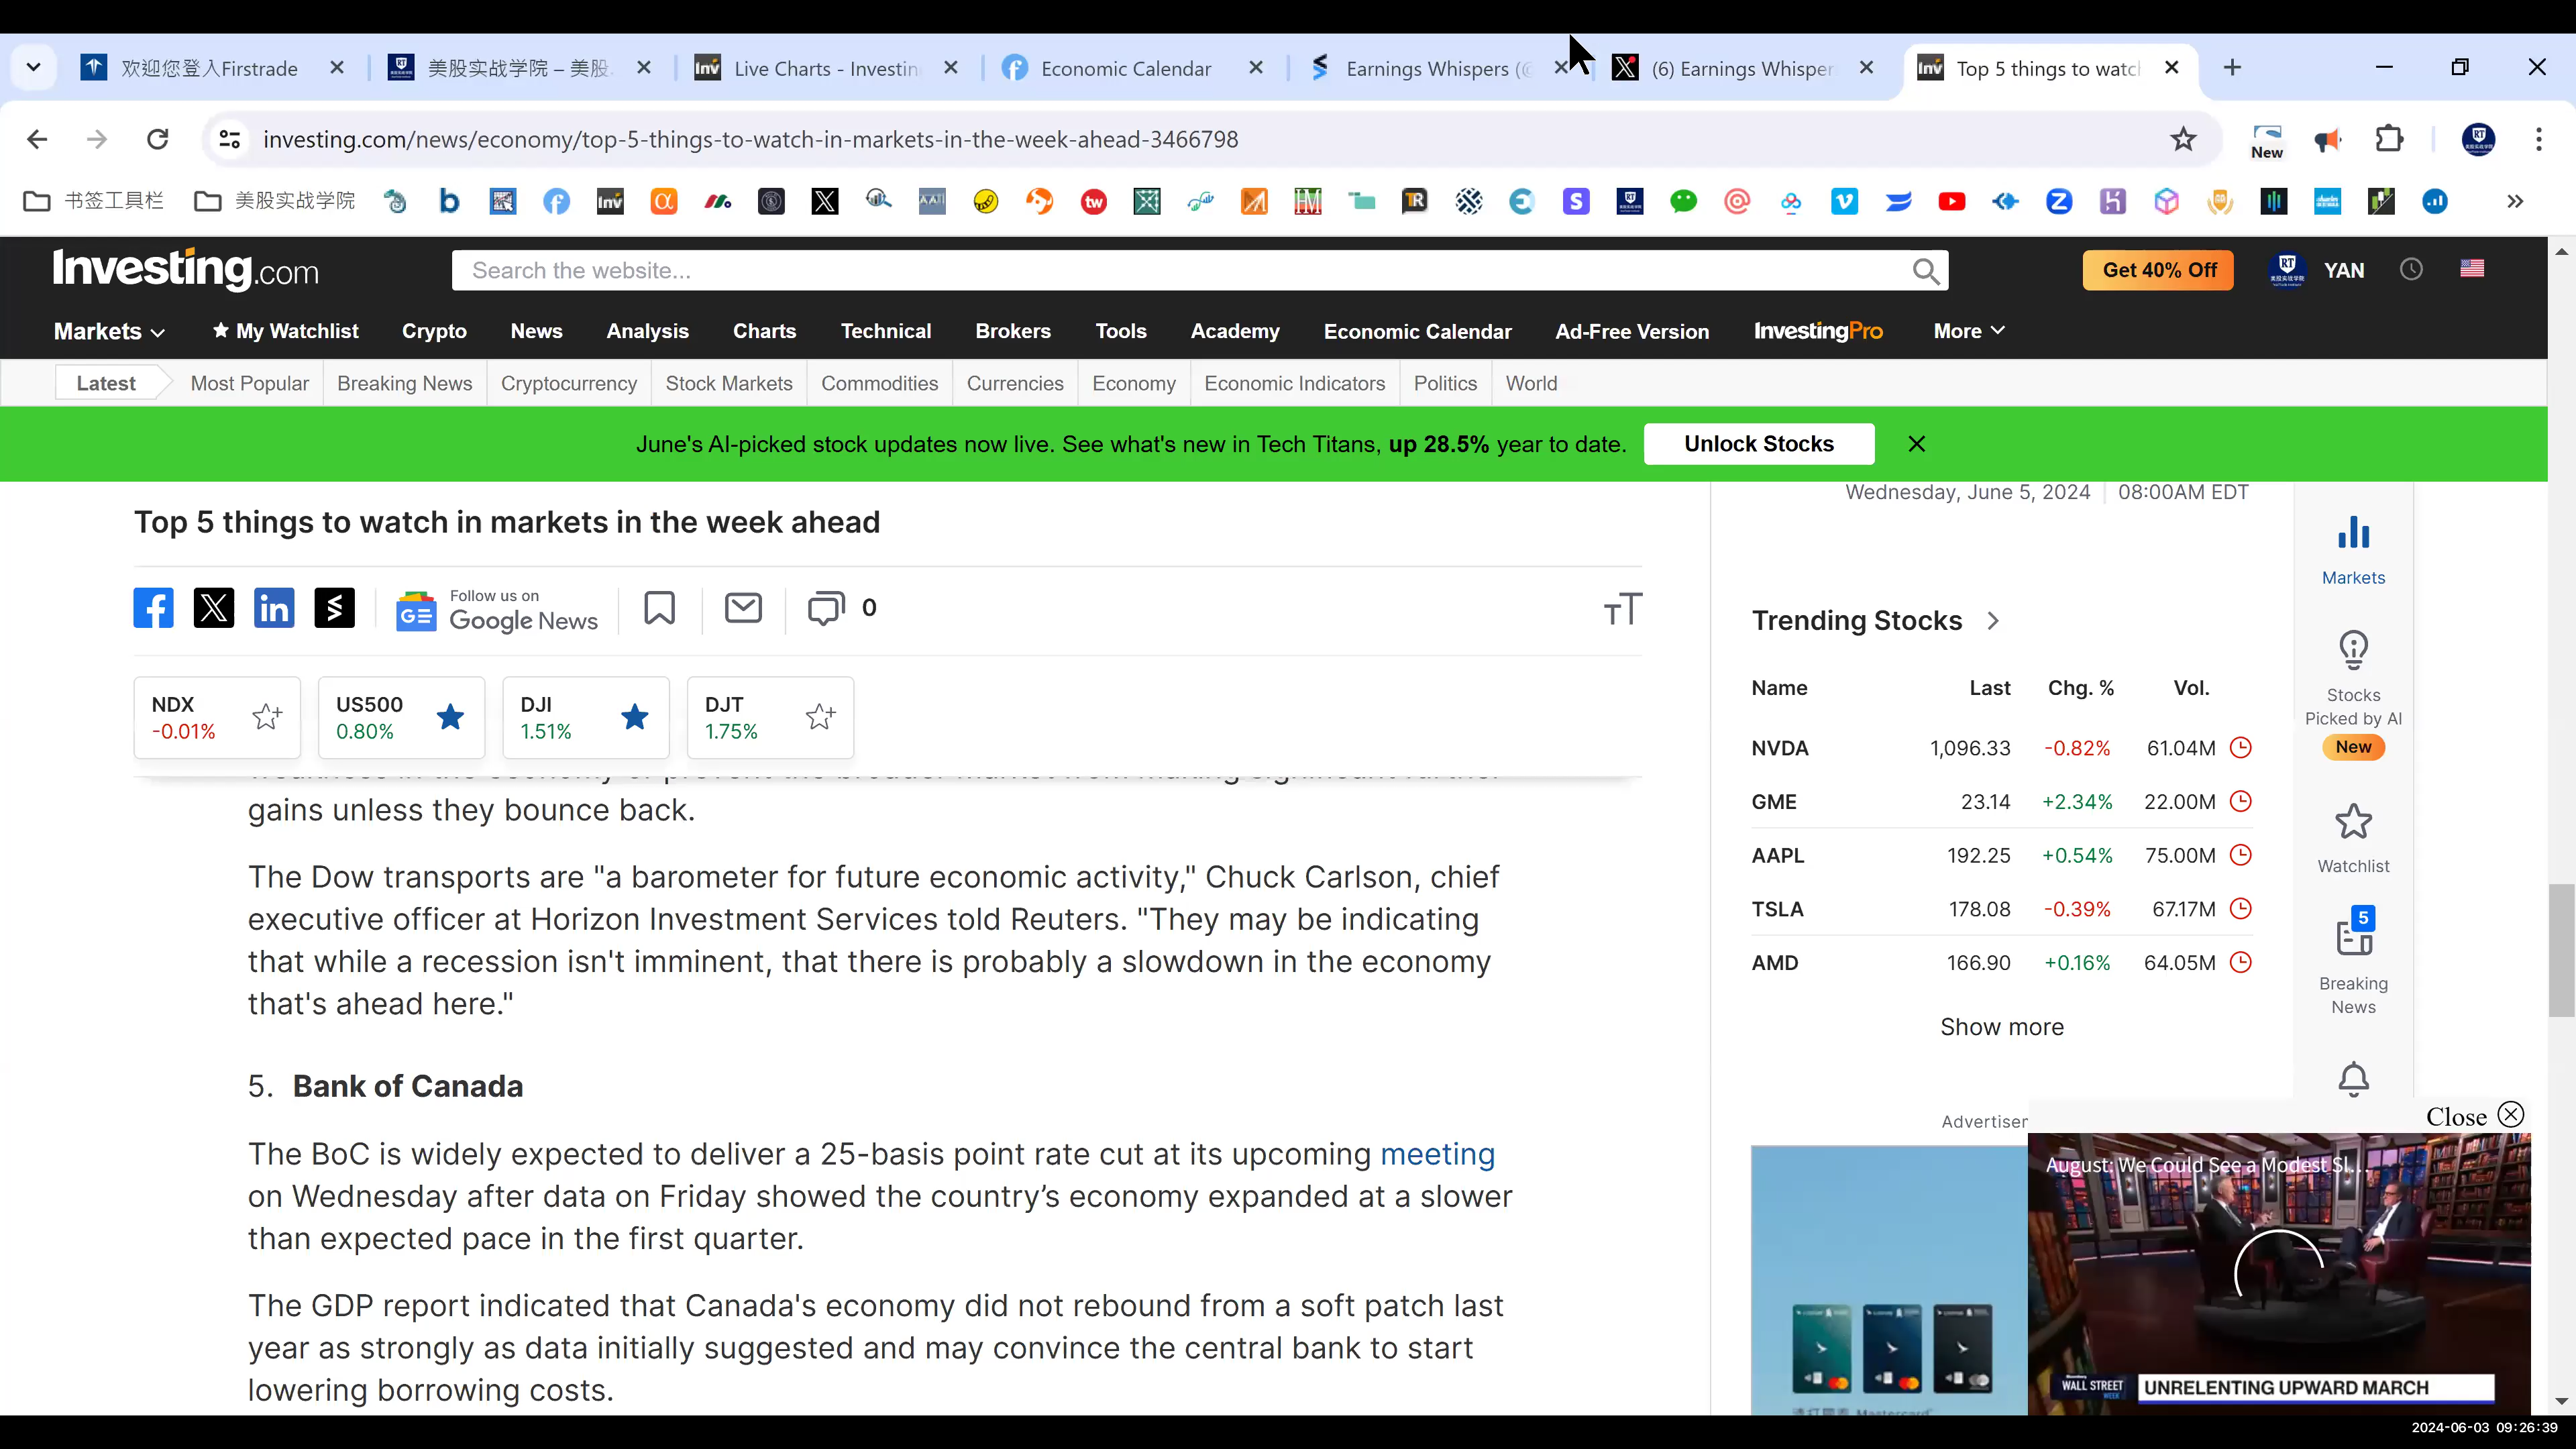 欢迎您登入Firstrade
美股实战学院 – 美股
Live Charts - Investin
Economic Calendar
Earnings Whispers (@
(6) Earnings Whisper
Top 5 things to watc
investing.com/news/economy/top-5-things-to-watch-in-markets-in-the-week-ahead-3466798
New
书签工具栏
美股实战学院
Investing.com
Search the website...
Get 40% Off
YAN
Markets
My Watchlist
Crypto
News
Analysis
Charts
Technical
Brokers
Tools
Academy
Economic Calendar
Ad-Free Version
InvestingPro
More
Latest
Most Popular
Breaking News
Cryptocurrency
Stock Markets
Commodities
Currencies
Economy
Economic Indicators
Politics
World
June's AI-picked stock updates now live. See what's new in Tech Titans, up 28.5% year to date.
Unlock Stocks
Top 5 things to watch in markets in the week ahead
Follow us on
Google News
0
NDX
-0.01%
US500
0.80%
DJI
1.51%
DJT
1.75%
gains unless they bounce back.
The Dow transports are "a barometer for future economic activity," Chuck Carlson, chief
executive officer at Horizon Investment Services told Reuters. "They may be indicating
that while a recession isn't imminent, that there is probably a slowdown in the economy
that's ahead here."
5. Bank of Canada
The BoC is widely expected to deliver a 25-basis point rate cut at its upcoming meeting
on Wednesday after data on Friday showed the country’s economy expanded at a slower
than expected pace in the first quarter.
The GDP report indicated that Canada's economy did not rebound from a soft patch last
year as strongly as data initially suggested and may convince the central bank to start
lowering borrowing costs.
Wednesday, June 5, 2024 08:00AM EDT
Trending Stocks
Name Last Chg. % Vol.
NVDA 1,096.33 -0.82% 61.04M
GME 23.14 +2.34% 22.00M
AAPL 192.25 +0.54% 75.00M
TSLA 178.08 -0.39% 67.17M
AMD 166.90 +0.16% 64.05M
Show more
Markets
Stocks
Picked by AI
New
Watchlist
5
Breaking
News
Advertisem
Close
August: We Could See a Modest Sl...
WALL STREET
WEEK
UNRELENTING UPWARD MARCH
2024-06-03 09:26:39